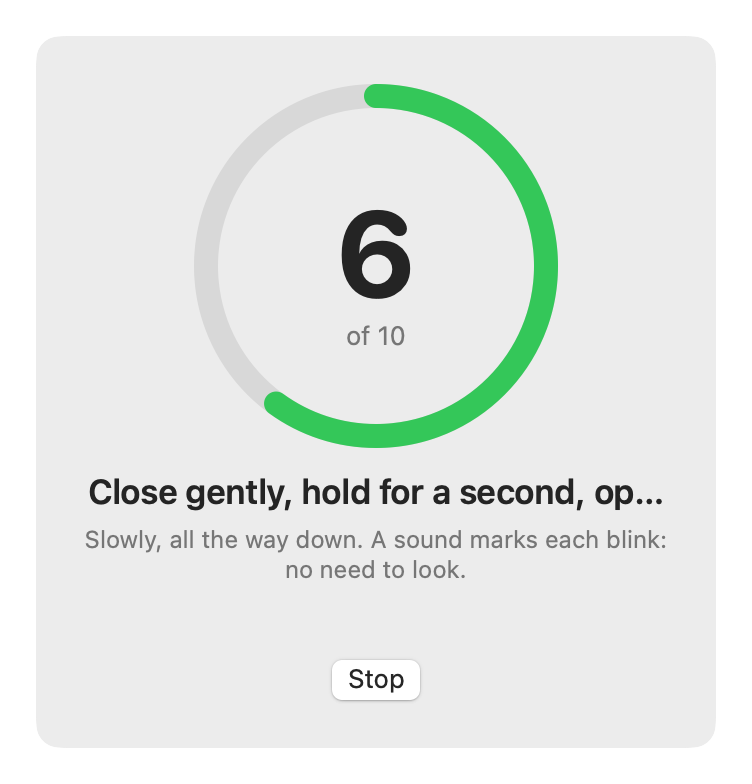 6
of 10
Close gently, hold for a second, op...
Slowly, all the way down. A sound marks each blink:
no need to look.
Stop